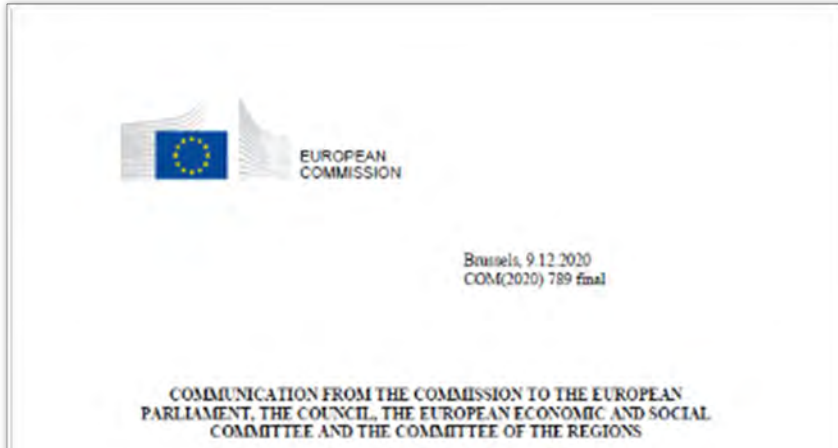 EUROPEAN
COMMISSION
Brussels, 9.12.2020
COM(2020) 789 final
COMMUNICATION FROM THE COMMISSION TO THE EUROPEAN
PARLIAMENT, THE COUNCIL, THE EUROPEAN ECONOMIC AND SOCIAL
COMMITTEE AND THE COMMITTEE OF THE REGIONS